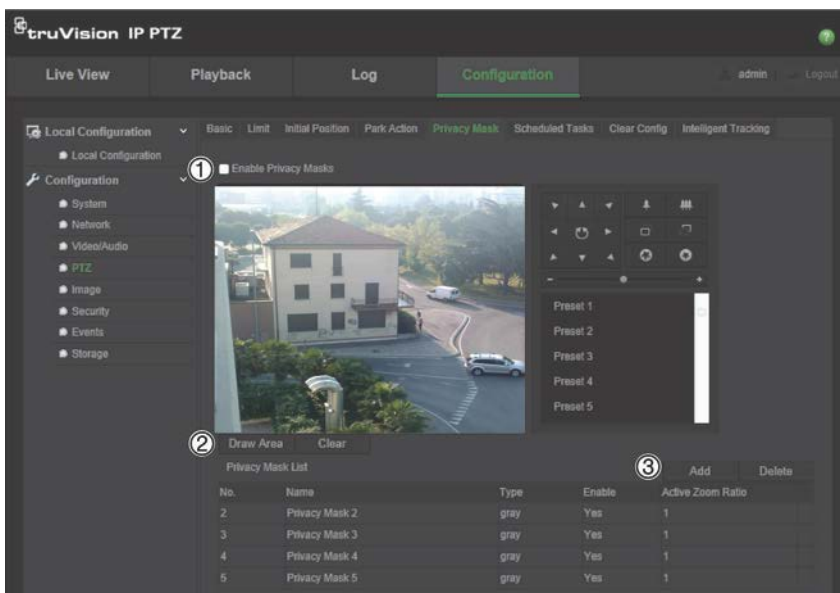 truVision IP PTZ
?
Live View Playback Log Configuration admin Logout
Local Configuration Basic Limit Initial Position Park Action Privacy Mask Scheduled Tasks Clear Config Intelligent Tracking
Local Configuration
① Enable Privacy Masks
Configuration
System
Network
Video/Audio
PTZ
Image
Security
Events
Storage
- +
Preset 1
Preset 2
Preset 3
Preset 4
Preset 5
② Draw Area Clear
Privacy Mask List ③ Add Delete
No. Name Type Enable Active Zoom Ratio
2 Privacy Mask 2 gray Yes 1
3 Privacy Mask 3 gray Yes 1
4 Privacy Mask 4 gray Yes 1
5 Privacy Mask 5 gray Yes 1